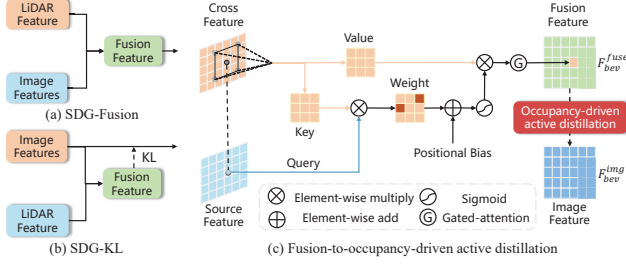 LiDAR
Feature
Fusion
Feature
Image
Features
(a) SDG-Fusion
Image
Features
KL
Fusion
Feature
LiDAR
Feature
(b) SDG-KL
Cross
Feature
Value
Key
Weight
Query
Positional Bias
Source
Feature
Element-wise multiply
Sigmoid
Element-wise add
G Gated-attention
G
Fusion
Feature
F_{bev}^{fuse}
Occupancy-driven
active distillation
F_{bev}^{img}
Image
Feature
(c) Fusion-to-occupancy-driven active distillation